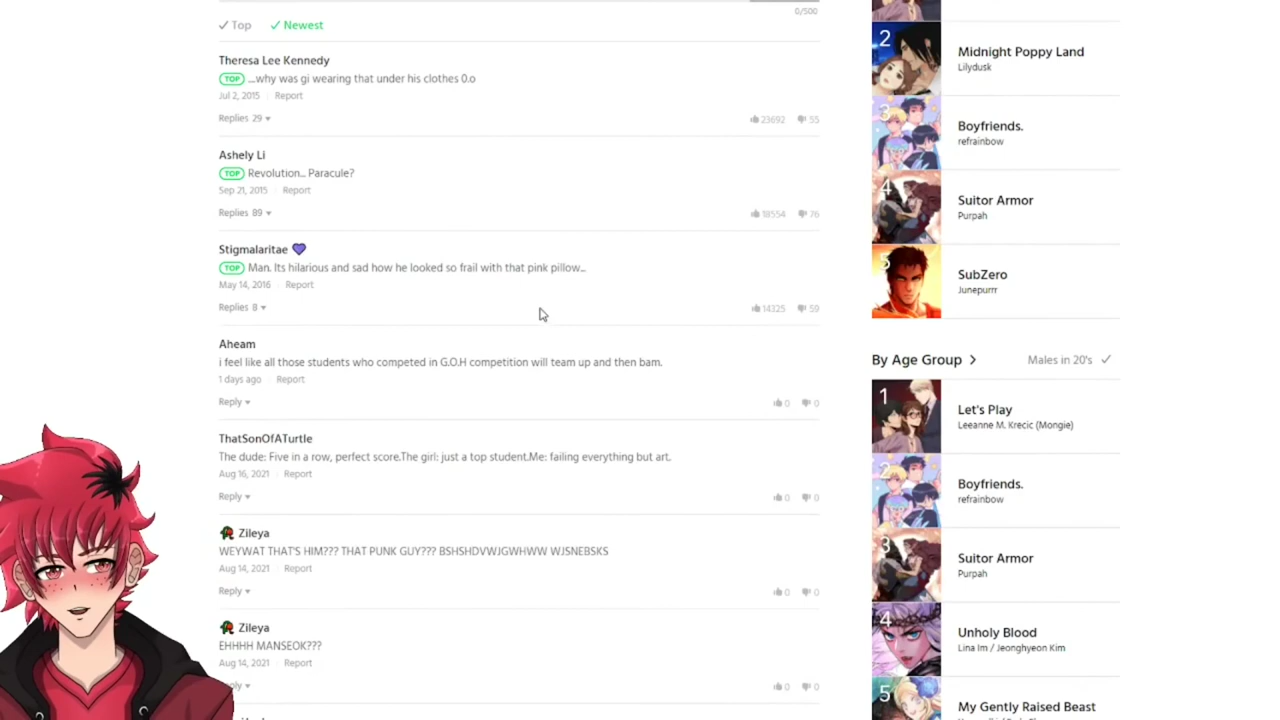 0/500
Top
Newest
Theresa Lee Kennedy
TOP ...why was gi wearing that under his clothes 0.o
Jul 2, 2015 Report
Replies 29
23692 55
Ashely Li
TOP Revolution... Paracule?
Sep 21, 2015 Report
Replies 89
18554 76
Stigmalaritae
TOP Man. Its hilarious and sad how he looked so frail with that pink pillow...
May 14, 2016 Report
Replies 8
14325 59
Aheam
i feel like all those students who competed in G.O.H competition will team up and then bam.
1 days ago Report
Reply
0 0
ThatSonOfATurtle
The dude: Five in a row, perfect score.The girl: just a top student.Me: failing everything but art.
Aug 16, 2021 Report
Reply
0 0
Zileya
WEYWAT THAT'S HIM??? THAT PUNK GUY??? BSHSHDVWJGWHWW WJSNEBSKS
Aug 14, 2021 Report
Reply
0 0
Zileya
EHHHH MANSEOK???
Aug 14, 2021 Report
0 0
2
Midnight Poppy Land
Lilydusk
3
Boyfriends.
refrainbow
4
Suitor Armor
Purpah
5
SubZero
Junepurrr
By Age Group Males in 20's
1
Let's Play
Leeanne M. Krecic (Mongie)
2
Boyfriends.
refrainbow
3
Suitor Armor
Purpah
4
Unholy Blood
Lina Im / Jeonghyeon Kim
5
My Gently Raised Beast